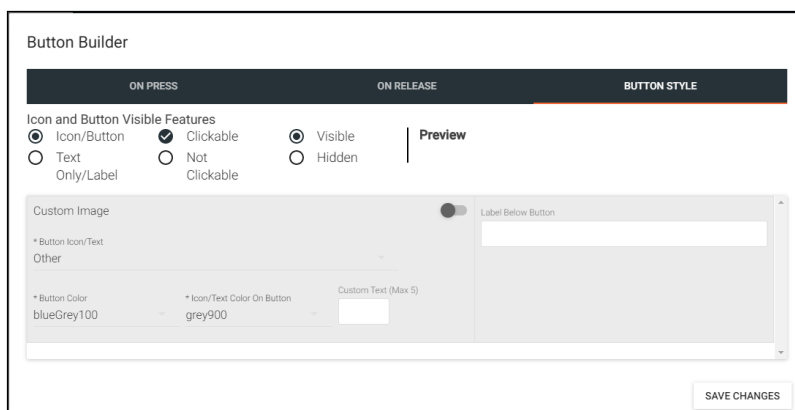 Button Builder
ON PRESS ON RELEASE BUTTON STYLE
Icon and Button Visible Features
Icon/Button Clickable Visible Preview
Text Only/Label Not Clickable Hidden
Custom Image
Label Below Button
* Button Icon/Text
Other
* Button Color * Icon/Text Color On Button Custom Text (Max 5)
blueGrey100 grey900
SAVE CHANGES